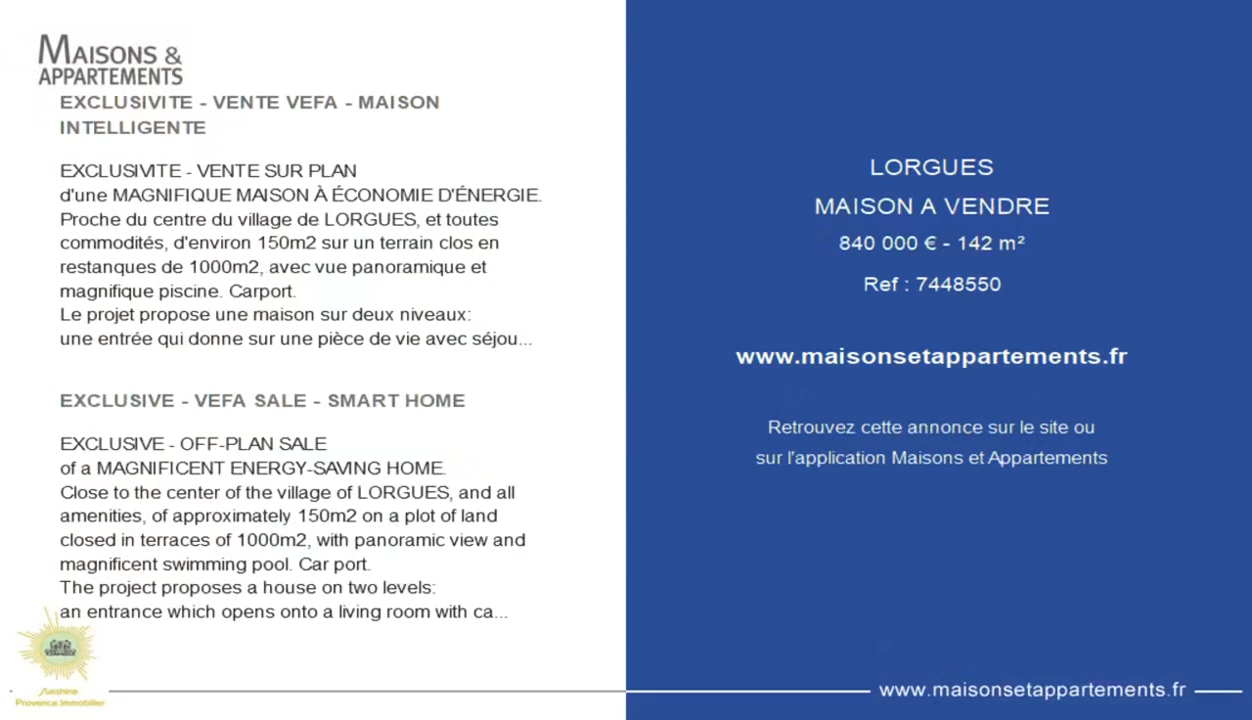 MAISONS &
APPARTEMENTS
EXCLUSIVITE - VENTE VEFA - MAISON
INTELLIGENTE
EXCLUSIVITE - VENTE SUR PLAN
d'une MAGNIFIQUE MAISON À ÉCONOMIE D'ÉNERGIE.
Proche du centre du village de LORGUES, et toutes
commodités, d'environ 150m2 sur un terrain clos en
restanques de 1000m2, avec vue panoramique et
magnifique piscine. Carport.
Le projet propose une maison sur deux niveaux:
une entrée qui donne sur une pièce de vie avec séjou...
EXCLUSIVE - VEFA SALE - SMART HOME
EXCLUSIVE - OFF-PLAN SALE
of a MAGNIFICENT ENERGY-SAVING HOME.
Close to the center of the village of LORGUES, and all
amenities, of approximately 150m2 on a plot of land
closed in terraces of 1000m2, with panoramic view and
magnificent swimming pool. Car port.
The project proposes a house on two levels:
an entrance which opens onto a living room with ca...
Sunshine
Provence Immobilier
LORGUES
MAISON A VENDRE
840 000 € - 142 m²
Ref : 7448550
www.maisonsetappartements.fr
Retrouvez cette annonce sur le site ou
sur l'application Maisons et Appartements
www.maisonsetappartements.fr